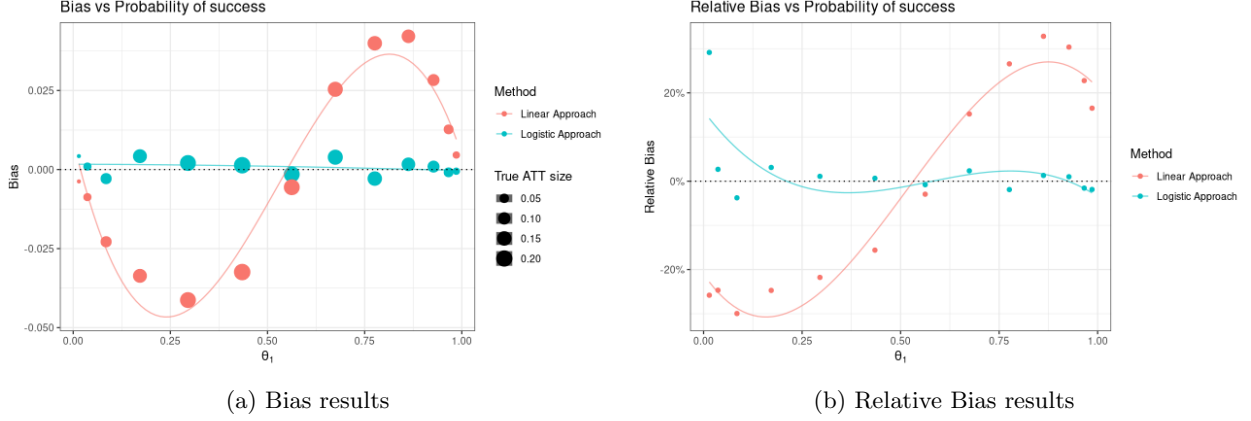 Bias vs Probability of success
0.025
0.000
-0.025
-0.050
Bias
0.00 0.25 0.50 0.75 1.00
θ1
Method
Linear Approach
Logistic Approach
True ATT size
0.05
0.10
0.15
0.20
(a) Bias results
Relative Bias vs Probability of success
20%
0%
-20%
Relative Bias
0.00 0.25 0.50 0.75 1.00
θ1
Method
Linear Approach
Logistic Approach
(b) Relative Bias results